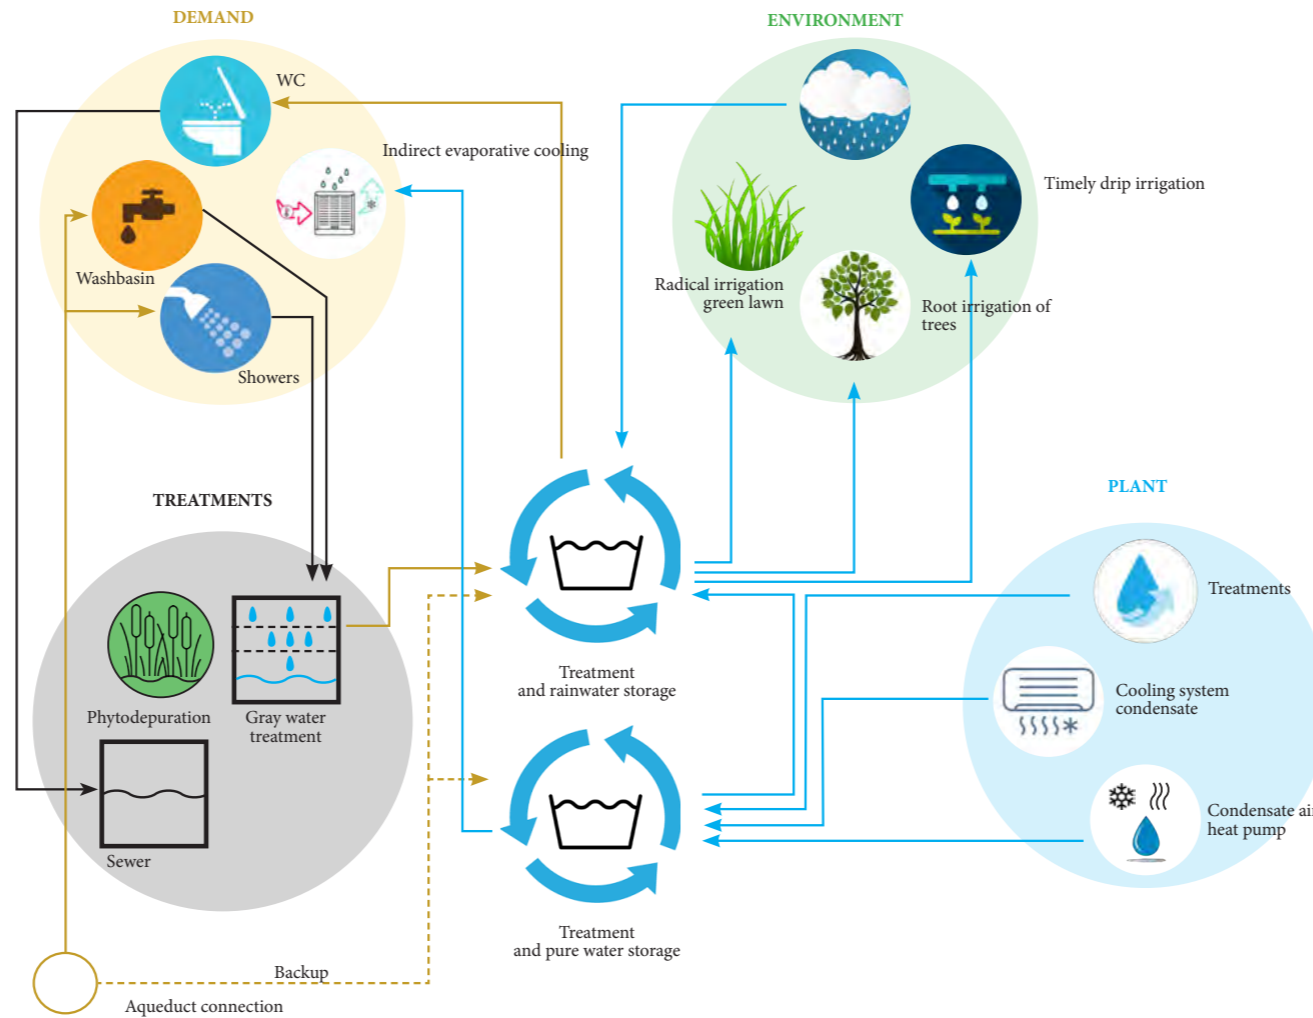 DEMAND
WC
Indirect evaporative cooling
Washbasin
Showers
ENVIRONMENT
Timely drip irrigation
Radical irrigation
green lawn
Root irrigation of
trees
TREATMENTS
Phytodepuration
Gray water
treatment
Sewer
Treatment
and rainwater storage
Treatment
and pure water storage
PLANT
Treatments
Cooling system
condensate
Condensate air
heat pump
Backup
Aqueduct connection